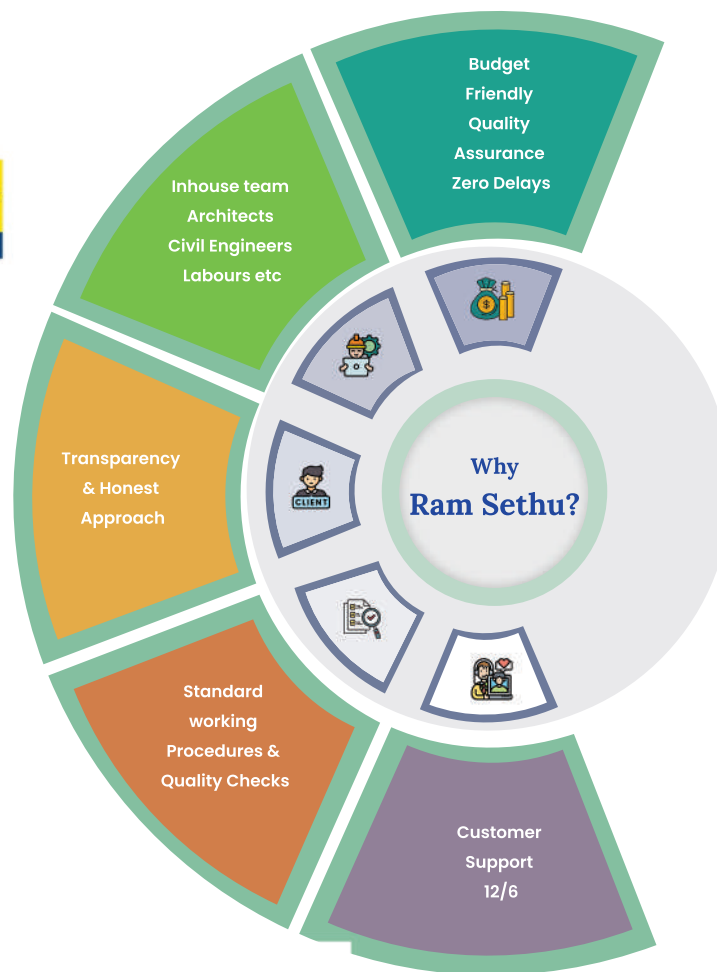 Budget
Friendly
Quality
Assurance
Zero Delays
Inhouse team
Architects
Civil Engineers
Labours etc
Transparency
& Honest
Approach
CLIENT
Why
Ram Sethu?
Standard
working
Procedures &
Quality Checks
Customer
Support
12/6